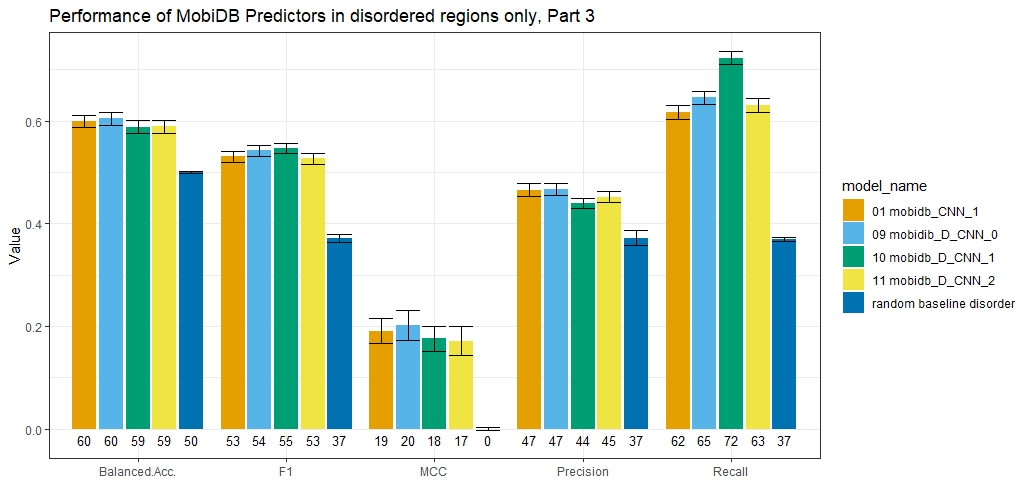 Performance of MobiDB Predictors in disordered regions only, Part 3
Value
0.6
0.4
0.2
0.0
60 60 59 59 50 53 54 55 53 37 19 20 18 17 0 47 47 44 45 37 62 65 72 63 37
Balanced.Acc. F1 MCC Precision Recall
model_name
01 mobidb_CNN_1
09 mobidib_D_CNN_0
10 mobidb_D_CNN_1
11 mobidb_D_CNN_2
random baseline disorder